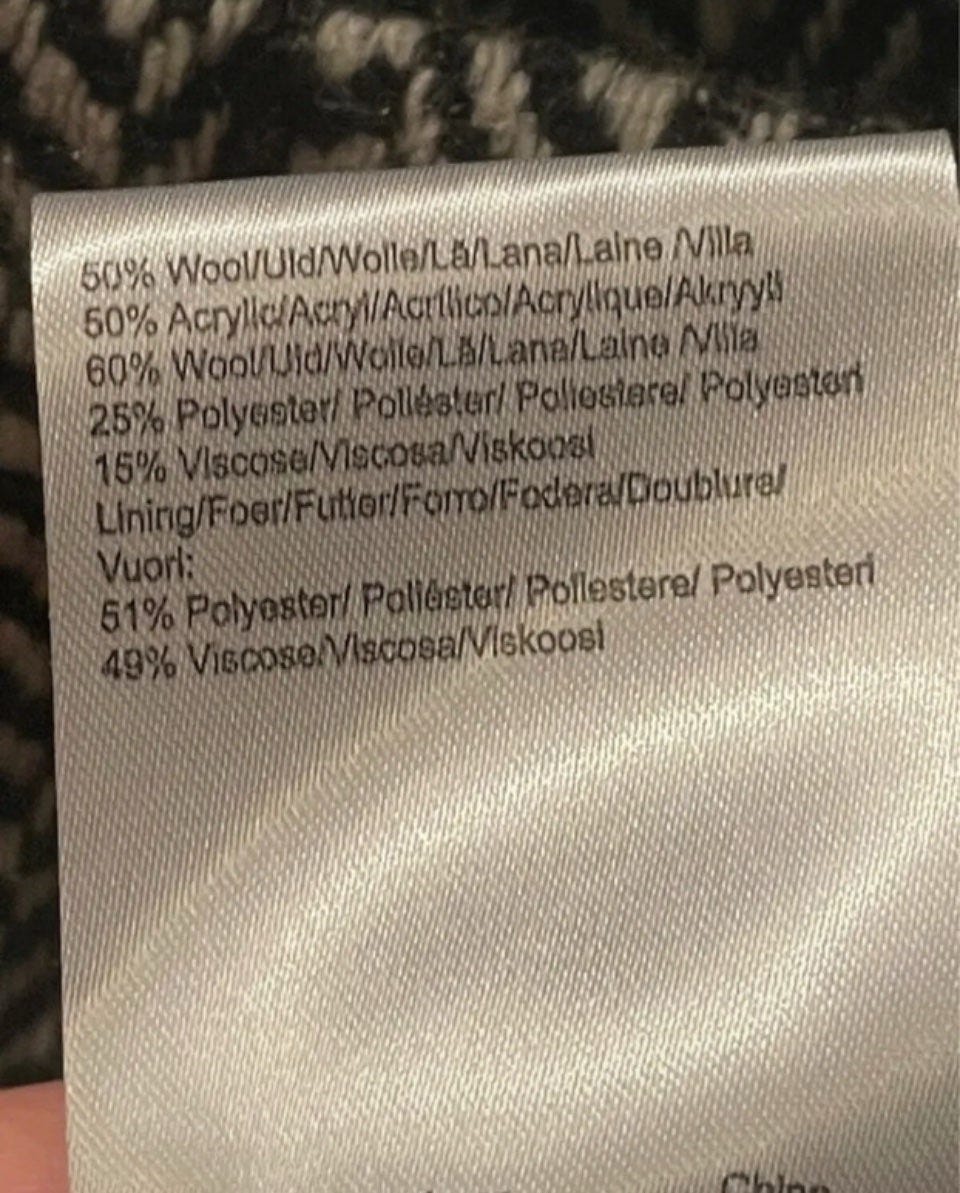 50% Wool/Uld/Wolle/Lã/Lana/Laine /Villa
50% Acrylic/Acryl/Acrílico/Acrylique/Akryyli
60% Wool/Uld/Wolle/Lã/Lana/Laine /Villa
25% Polyester/ Poliéster/ Poliestere/ Polyesteri
15% Viscose/Viscosa/Viskoosi
Lining/Foer/Futter/Forro/Fodera/Doublure/
Vuori:
51% Polyester/ Poliéster/ Poliestere/ Polyesteri
49% Viscose/Viscosa/Viskoosi